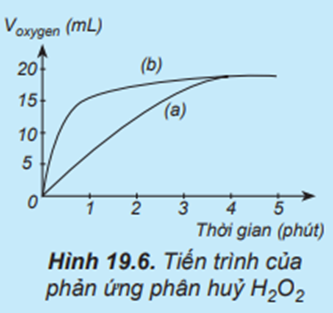 V oxygen (mL)
20
15
10
5
0
(b)
(a)
1 2 3 4 5
Thời gian (phút)
Hình 19.6. Tiến trình của
phản ứng phân huỷ H₂O₂